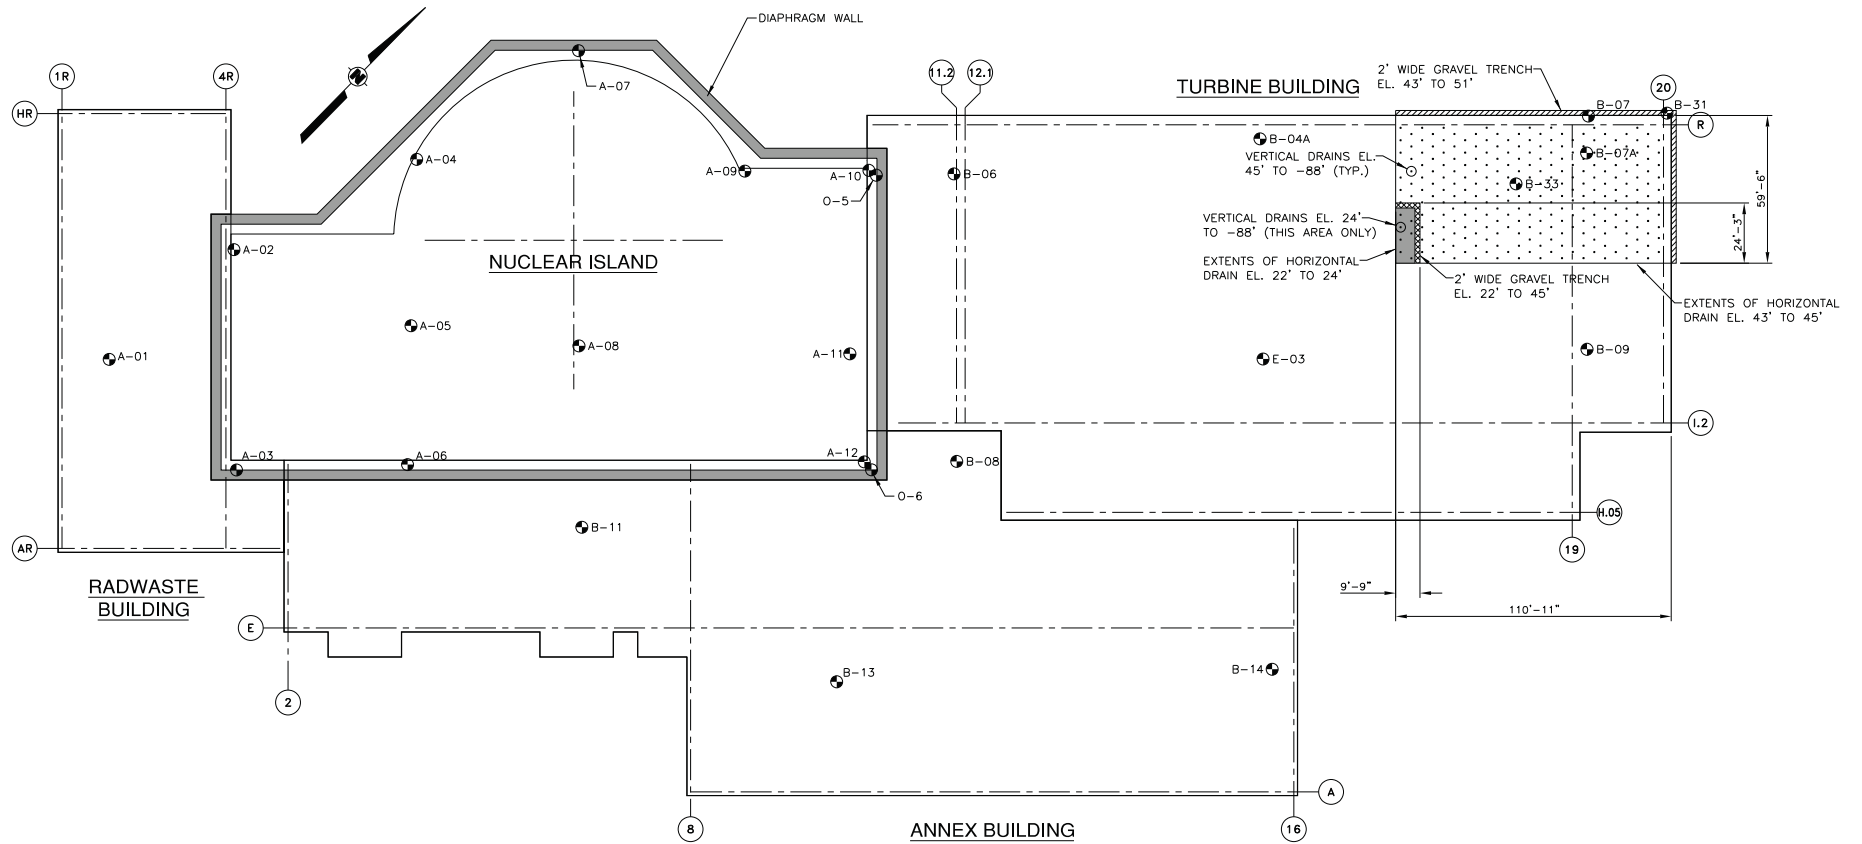 DIAPHRAGM WALL
1R
4R
N
11.2
12.1
2' WIDE GRAVEL TRENCH
EL. 43' TO 51'
TURBINE BUILDING
20
HR
A-07
B-07
B-31
R
A-04
B-04A
B-07A
VERTICAL DRAINS EL.
45' TO -88' (TYP.)
A-09
A-10
B-06
B-33
O-5
59'-6"
24'-3"
VERTICAL DRAINS EL. 24'
TO -88' (THIS AREA ONLY)
A-02
NUCLEAR ISLAND
EXTENTS OF HORIZONTAL
DRAIN EL. 22' TO 24'
2' WIDE GRAVEL TRENCH
EL. 22' TO 45'
EXTENTS OF HORIZONTAL
DRAIN EL. 43' TO 45'
A-05
A-08
A-01
A-11
E-03
B-09
I.2
A-03
A-06
A-12
B-08
O-6
H.05
B-11
AR
19
RADWASTE
BUILDING
9'-9"
110'-11"
E
B-13
B-14
2
A
8
ANNEX BUILDING
16